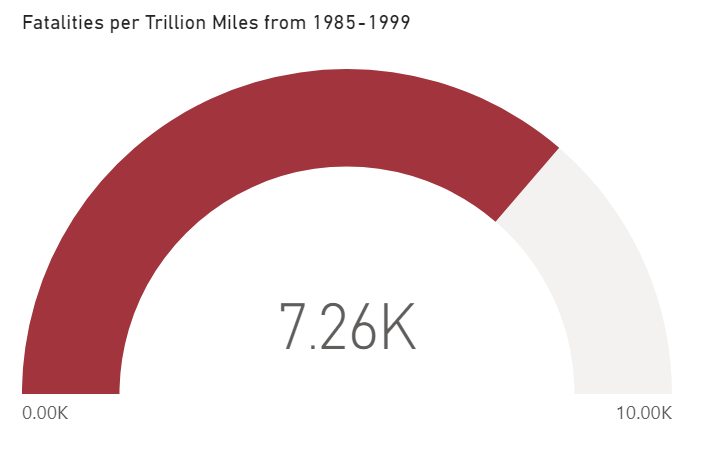 Fatalities per Trillion Miles from 1985-1999
7.26K
0.00K
10.00K